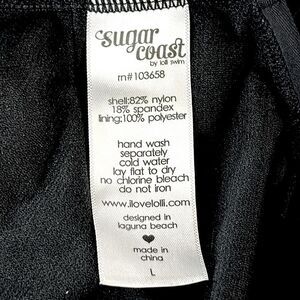 sugar
coast
by lolli swim
rn#103658
shell:82% nylon
18% spandex
lining:100% polyester
hand wash
separately
cold water
lay flat to dry
no chlorine bleach
do not iron
www.ilovelolli.com
designed in
laguna beach
made in
china
L